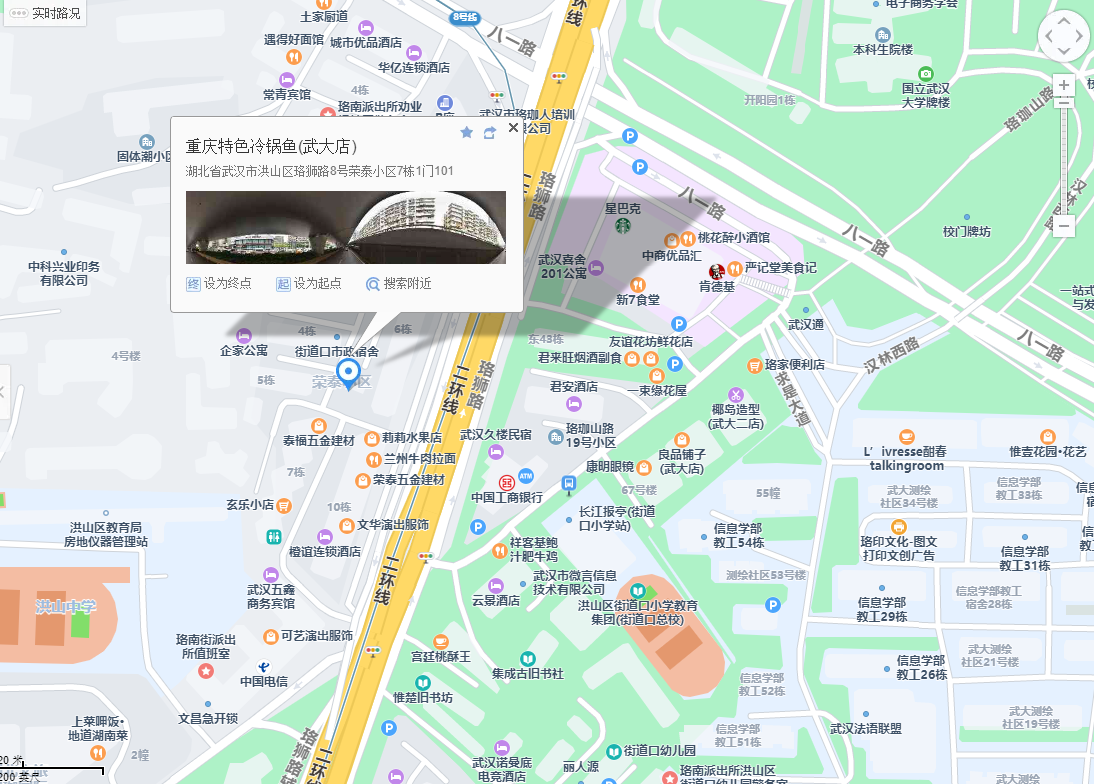 实时路况
土家厨道
8号线
二环线
电子商务学会
遇得好面馆
城市优品酒店
八一路
本科生院楼
华亿连锁酒店
国立武汉
大学牌楼
常青宾馆
4栋
开阳园1栋
珞珈山路
珞南派出所劝业
武汉市珞珈人培训
有限公司
固体潮小区
重庆特色冷锅鱼(武大店)
湖北省武汉市洪山区珞狮路8号荣泰小区7栋1门101
终 设为终点
起 设为起点
搜索附近
珞狮路
八一路
星巴克
桃花醉小酒馆
中商优品汇
武汉喜舍
201公寓
严记堂美食记
肯德基
新7食堂
校门牌坊
八一路
中科兴业印务
有限公司
一站式
与发
武汉通
4栋
6栋
企家公寓
街道口市政宿舍
4号楼
东43栋
友谊花坊鲜花店
君来旺烟酒副食
汉林西路
八一路
珞家便利店
5栋
荣泰小区
二环线
珞狮路
君安酒店
一束缘花屋
求是大道
椰岛造型
(武大二店)
泰福五金建材
莉莉水果店
武汉久楼民宿
珞珈山路
19号小区
兰州牛肉拉面
良品铺子
(武大店)
L'ivresse甜春
talkingroom
惟壹花园·花艺
7栋
荣泰五金建材
康明眼镜
ATM
中国工商银行
67号楼
55幢
武大测绘
社区34号楼
信息学部
教工33栋
玄乐小店
10栋
文华演出服饰
长江报亭(街道
口小学站)
洪山区教育局
房地仪器管理站
信息学部
教工54栋
珞印文化·图文
打印文创广告
信息学部
教工31栋
橙谊连锁酒店
祥客基鲍
汁肥牛鸡
二环线
武汉五鑫
商务宾馆
武汉市微言信息
技术有限公司
测绘社区53号楼
洪山中学
云景酒店
洪山区街道口小学教育
集团(街道口总校)
信息学部
教工29栋
信息学部教工
宿舍28栋
珞南街派出
所值班室
可艺演出服饰
宫廷桃酥王
武大测绘
社区21号楼
中国电信
集成古旧书社
信息学部
教工26栋
信息学部
教工52栋
惟楚旧书坊
文昌急开锁
上菜呷饭·
地道湖南菜
武大测绘
社区19号楼
信息学部
教工51栋
武汉法语联盟
2幢
武汉诺曼底
电竞酒店
街道口幼儿园
丽人源
珞南派出所洪山区
20 米
200 英尺
二环线
武大测绘